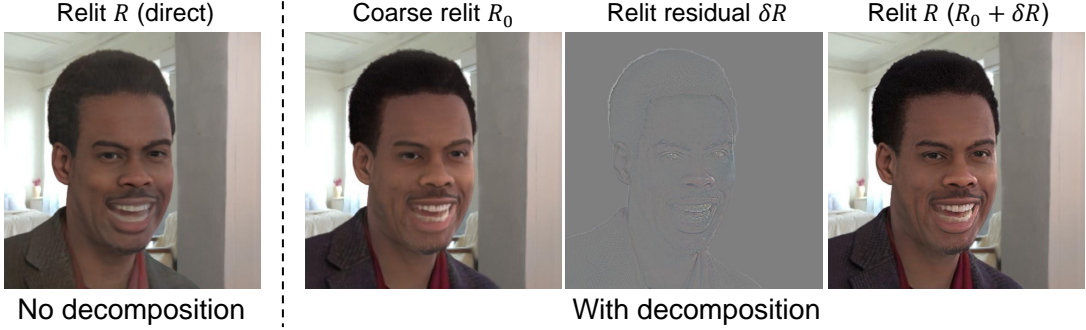 Relit R (direct)
Coarse relit R₀
Relit residual δR
Relit R (R₀ + δR)
No decomposition
With decomposition